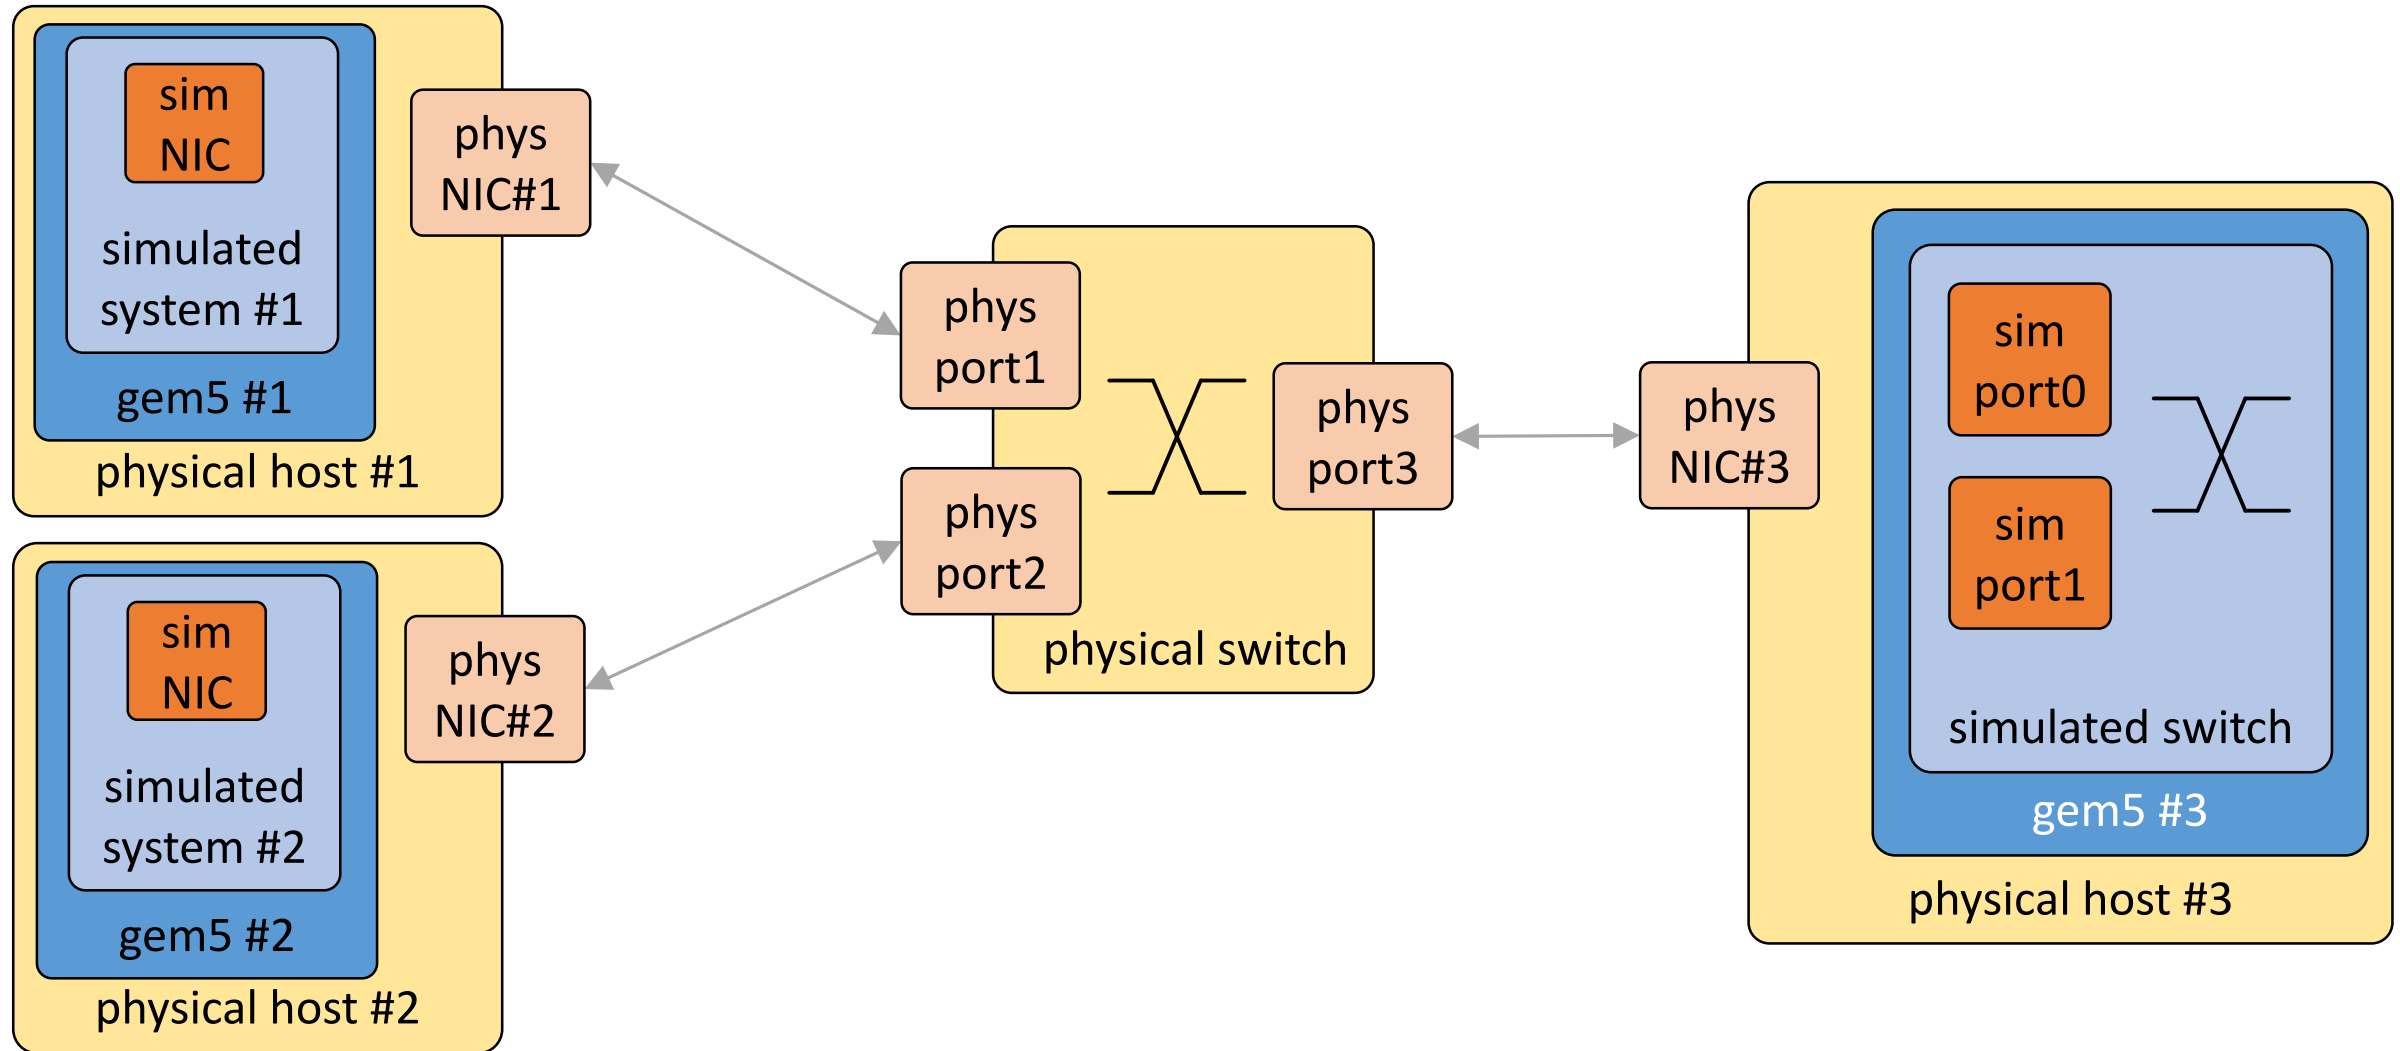 sim
NIC
simulated
system #1
gem5 #1
physical host #1
phys
NIC#1
sim
NIC
simulated
system #2
gem5 #2
physical host #2
phys
NIC#2
phys
port1
phys
port2
phys
port3
physical switch
phys
NIC#3
sim
port0
sim
port1
simulated switch
gem5 #3
physical host #3